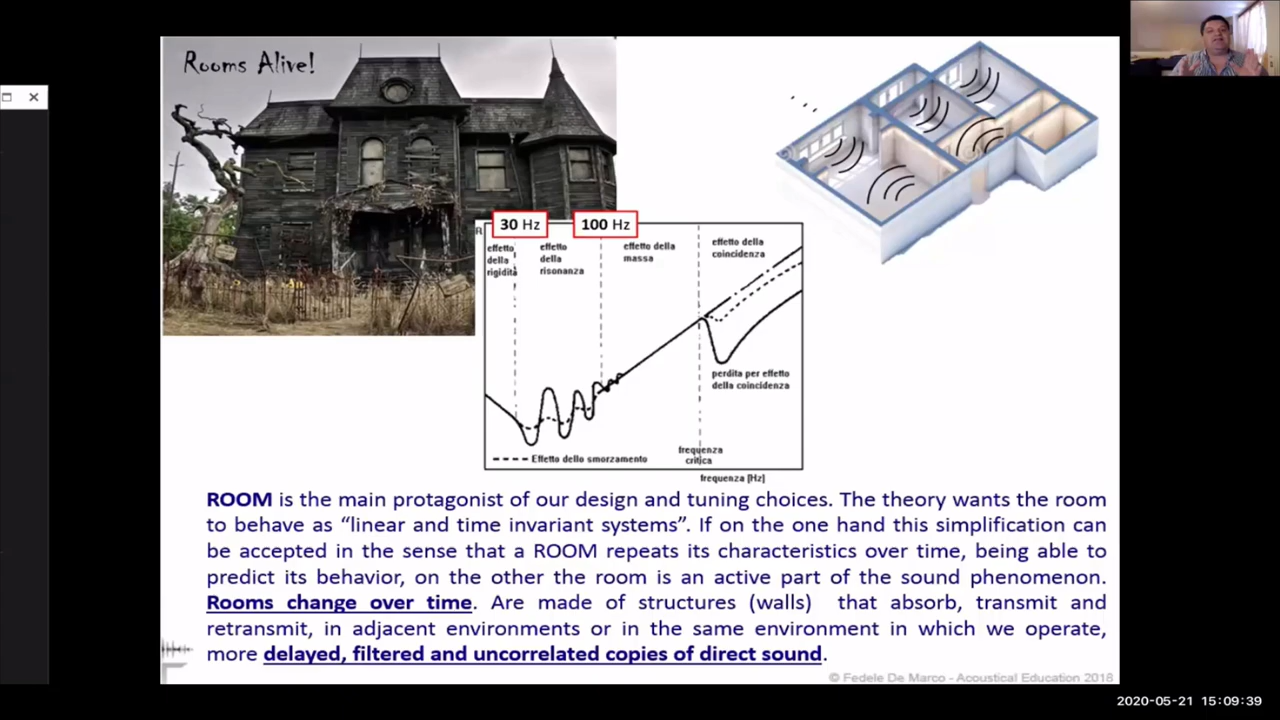 Rooms Alive!
30 Hz
100 Hz
R
effetto
della
rigidità
effetto
della
risonanza
effetto della
massa
effetto della
coincidenza
perdita per effetto
della coincidenza
Effetto dello smorzamento
frequenza
critica
frequenza [Hz]
ROOM is the main protagonist of our design and tuning choices. The theory wants the room
to behave as “linear and time invariant systems”. If on the one hand this simplification can
be accepted in the sense that a ROOM repeats its characteristics over time, being able to
predict its behavior, on the other the room is an active part of the sound phenomenon.
Rooms change over time. Are made of structures (walls) that absorb, transmit and
retransmit, in adjacent environments or in the same environment in which we operate,
more delayed, filtered and uncorrelated copies of direct sound.
© Fedele De Marco - Acoustical Education 2018
2020-05-21 15:09:39